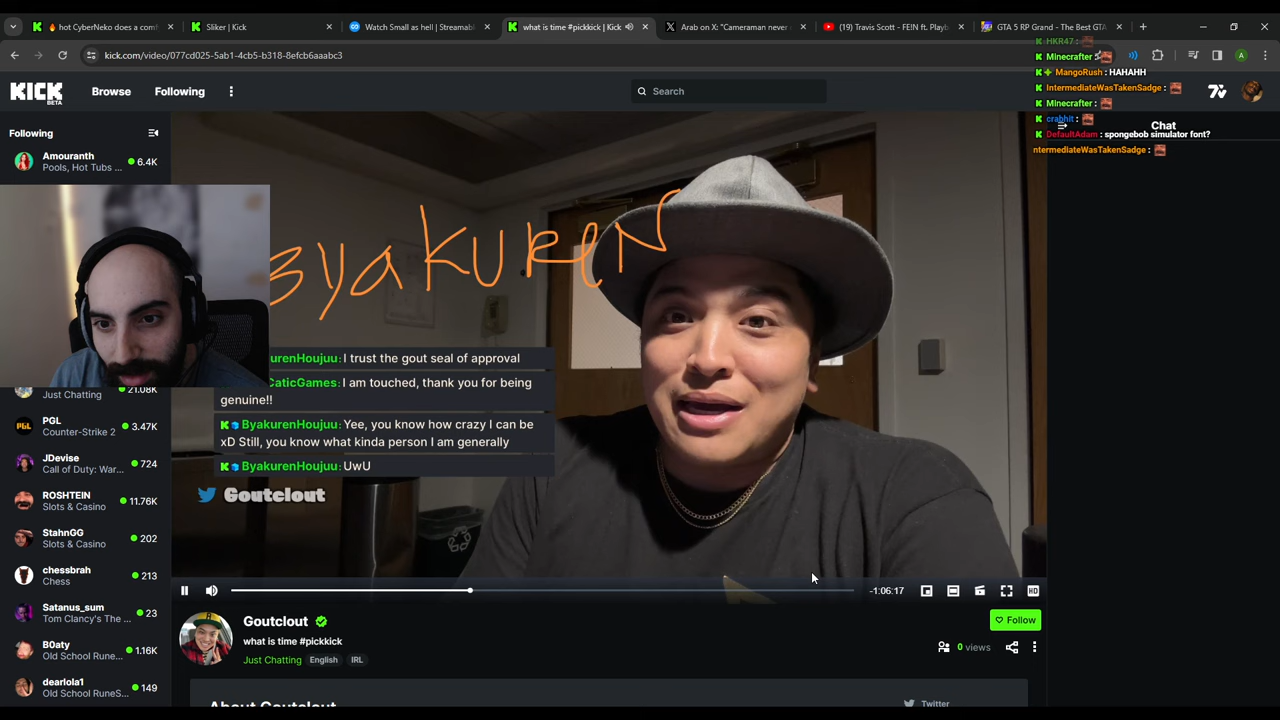 🔥 hot CyberNeko does a comf
Sliker | Kick
Watch Small as hell | Streamabl
what is time #pickkick | Kick
Arab on X: "Cameraman never d
(19) Travis Scott - FEIN ft. Playb
GTA 5 RP Grand - The Best GTA
kick.com/video/077cd025-5ab1-4cb5-b318-8efcb6aaabc3
HKR47 :
Minecrafter :
MangoRush : HAHAHH
IntermediateWasTakenSadge :
Minecrafter :
crabhit :
DefaultAdam : spongebob simulator font?
ntermediateWasTakenSadge :
KICK
BETA
Browse
Following
Search
Chat
Following
Amouranth
Pools, Hot Tubs ...
6.4K
Just Chatting
21.08K
PGL
Counter-Strike 2
3.47K
JDevise
Call of Duty: War...
724
ROSHTEIN
Slots & Casino
11.76K
StahnGG
Slots & Casino
202
chessbrah
Chess
213
Satanus_sum
Tom Clancy's The ...
23
B0aty
Old School Rune...
1.16K
dearlola1
Old School RuneS...
149
ByakureN
urenHoujuu: I trust the gout seal of approval
CaticGames: I am touched, thank you for being
genuine!!
ByakurenHoujuu: Yee, you know how crazy I can be
xD Still, you know what kinda person I am generally
ByakurenHoujuu: UwU
Goutclout
-1:06:17
HD
Goutclout
what is time #pickkick
Just Chatting English IRL
Follow
0 views
About Goutclout
Twitter